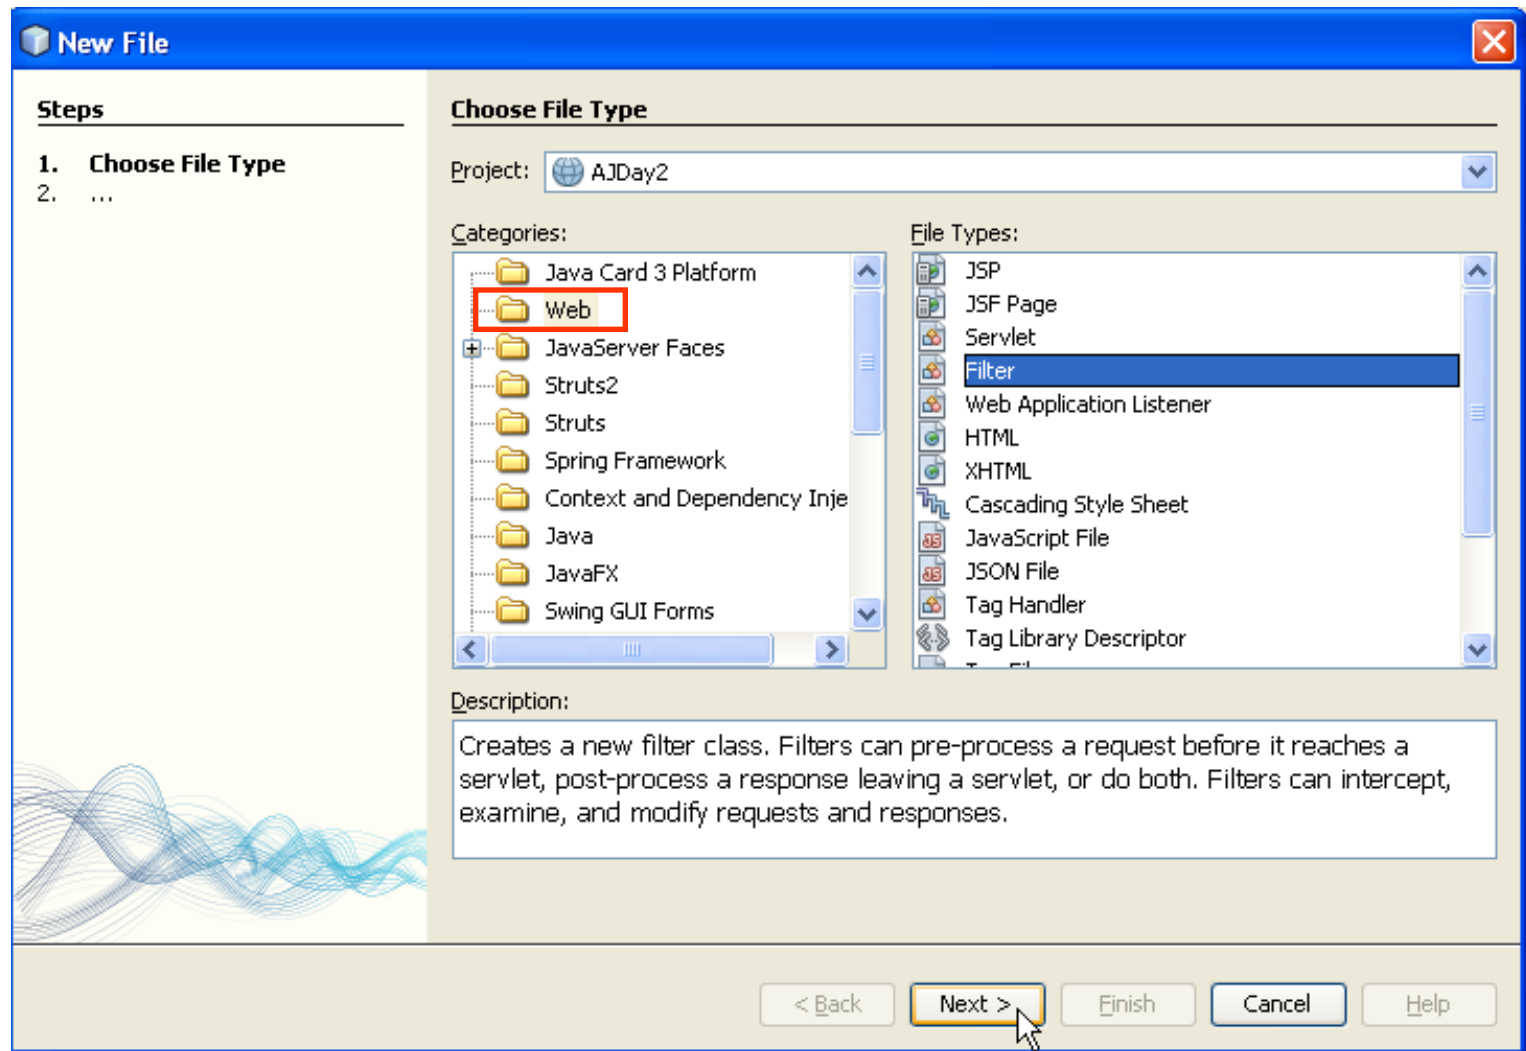 New File
Steps
1. Choose File Type
2. ...
Choose File Type
Project: AJDay2
Categories:
Java Card 3 Platform
Web
JavaServer Faces
Struts2
Struts
Spring Framework
Context and Dependency Inje
Java
JavaFX
Swing GUI Forms
File Types:
JSP
JSF Page
Servlet
Filter
Web Application Listener
HTML
XHTML
Cascading Style Sheet
JavaScript File
JSON File
Tag Handler
Tag Library Descriptor
Description:
Creates a new filter class. Filters can pre-process a request before it reaches a
servlet, post-process a response leaving a servlet, or do both. Filters can intercept,
examine, and modify requests and responses.
< Back Next > Finish Cancel Help